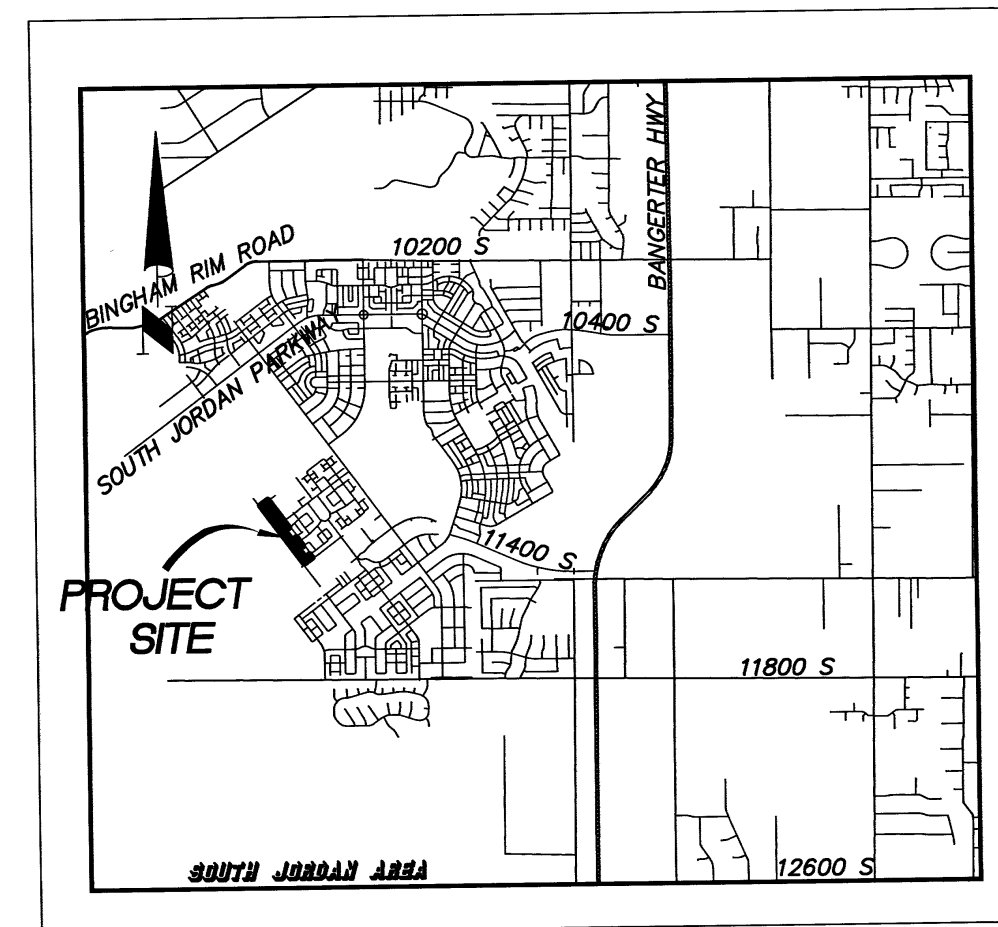 BANGERTER HWY
10200 S
BINGHAM RIM ROAD
10400 S
SOUTH JORDAN PARKWAY
11400 S
PROJECT
SITE
11800 S
SOUTH JORDAN AREA
12600 S